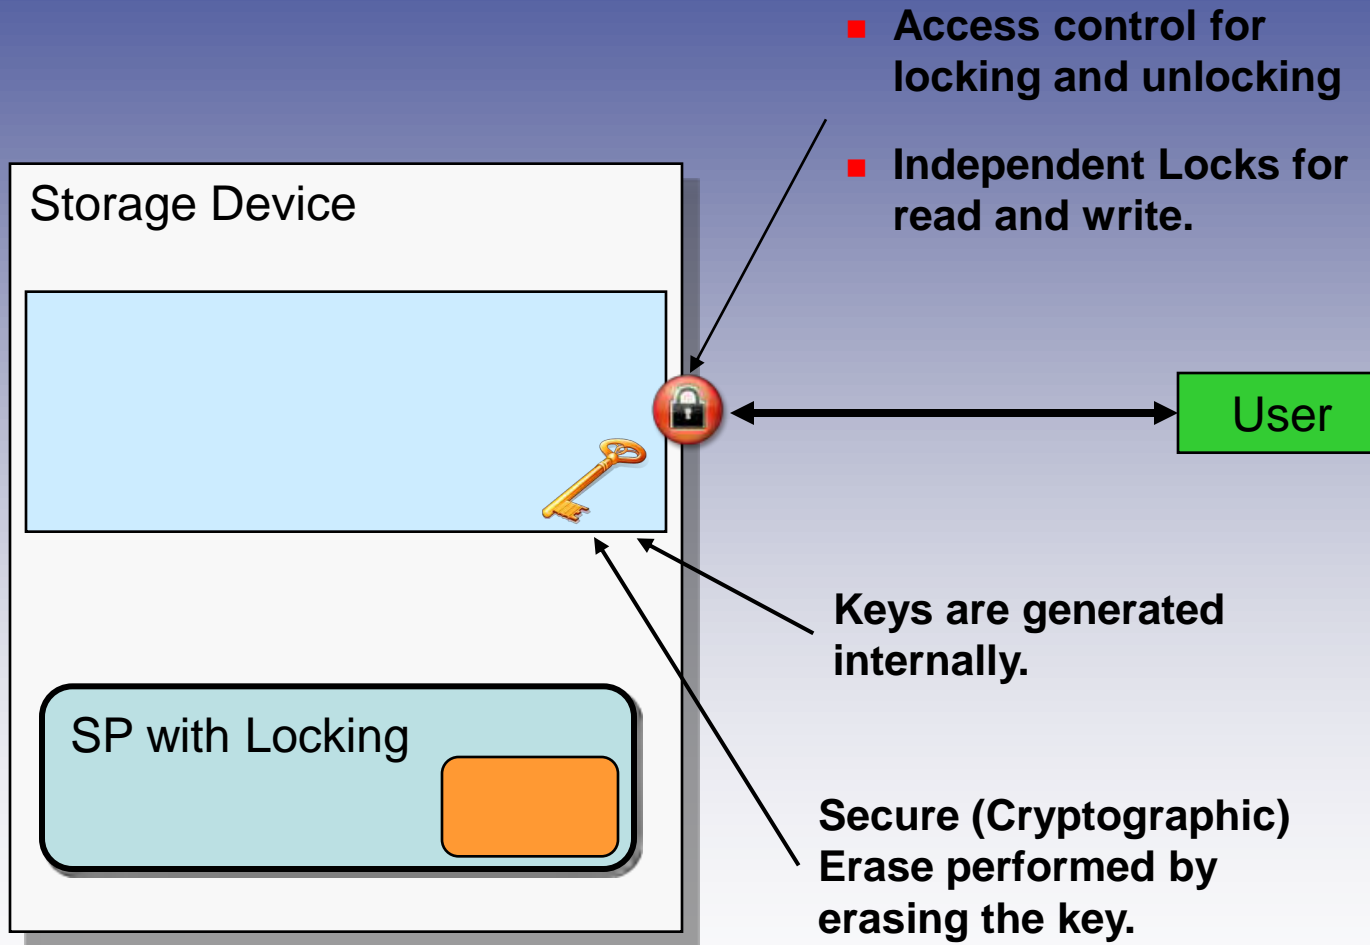 Access control for
locking and unlocking
Independent Locks for
read and write.
Storage Device
User
Keys are generated
internally.
SP with Locking
Secure (Cryptographic)
Erase performed by
erasing the key.